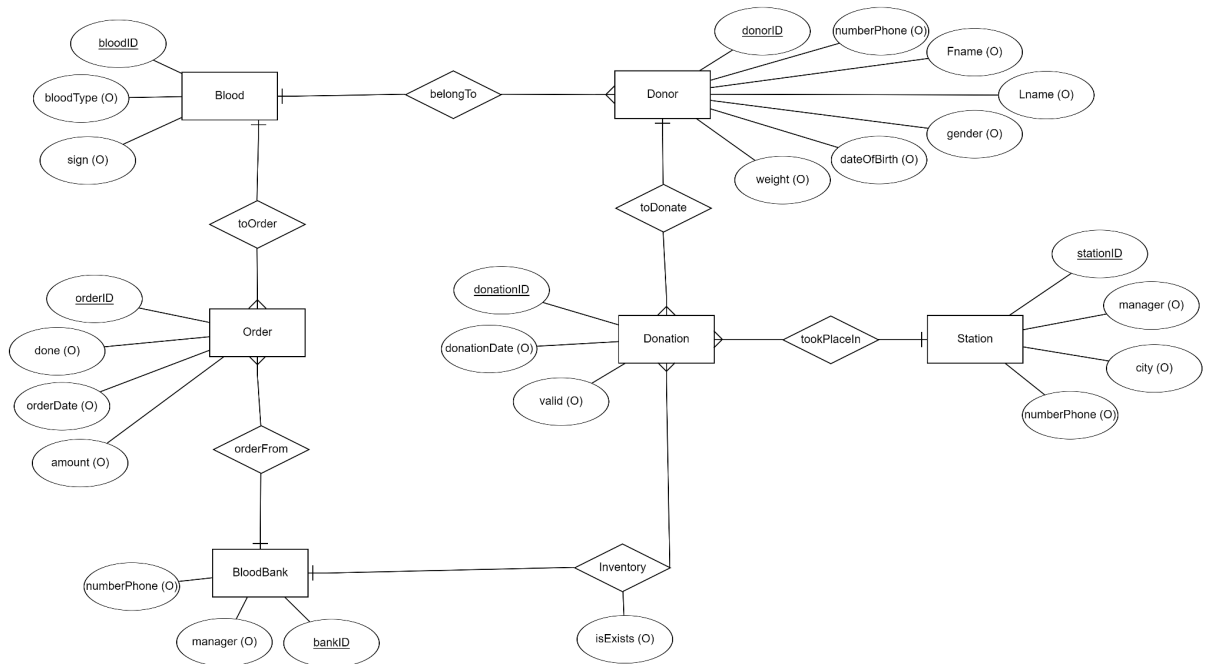 donorID
numberPhone (O)
bloodID
Fname (O)
Blood
belongTo
Donor
Lname (O)
bloodType (O)
gender (O)
sign (O)
dateOfBirth (O)
weight (O)
toOrder
toDonate
stationID
orderID
donationID
manager (O)
Order
Donation
tookPlaceIn
Station
done (O)
donationDate (O)
city (O)
orderDate (O)
valid (O)
numberPhone (O)
amount (O)
orderFrom
BloodBank
Inventory
numberPhone (O)
manager (O)
bankID
isExists (O)